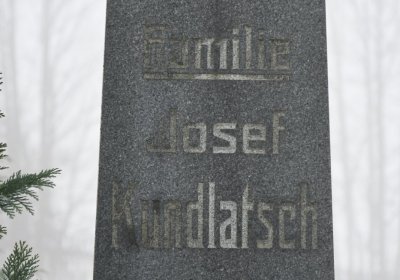 Familie
Josef
Kundlatsch